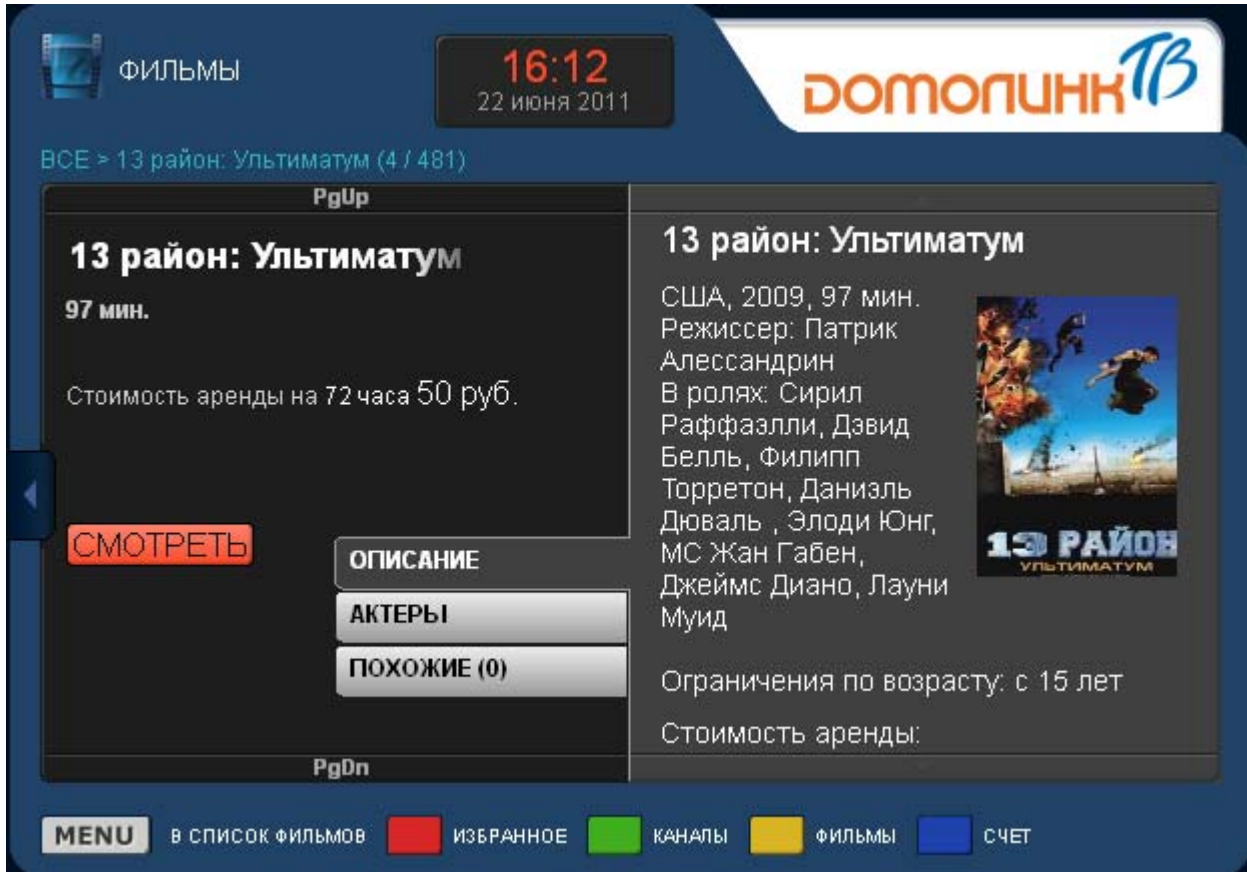 ФИЛЬМЫ
16:12
22 июня 2011
домолинк ТВ
ВСЕ > 13 район: Ультиматум (4 / 481)
PgUp
13 район: Ультиматум
97 мин.
Стоимость аренды на 72 часа 50 руб.
СМОТРЕТЬ
ОПИСАНИЕ
АКТЕРЫ
ПОХОЖИЕ (0)
PgDn
13 район: Ультиматум
США, 2009, 97 мин.
Режиссер: Патрик
Алессандрин
В ролях: Сирил
Раффаэлли, Дэвид
Белль, Филипп
Торретон, Даниэль
Дюваль , Элоди Юнг,
МС Жан Габен,
Джеймс Диано, Лауни
Муид
13 РАЙОН
УЛЬТИМАТУМ
Ограничения по возрасту: с 15 лет
Стоимость аренды:
MENU В СПИСОК ФИЛЬМОВ ИЗБРАННОЕ КАНАЛЫ ФИЛЬМЫ СЧЕТ